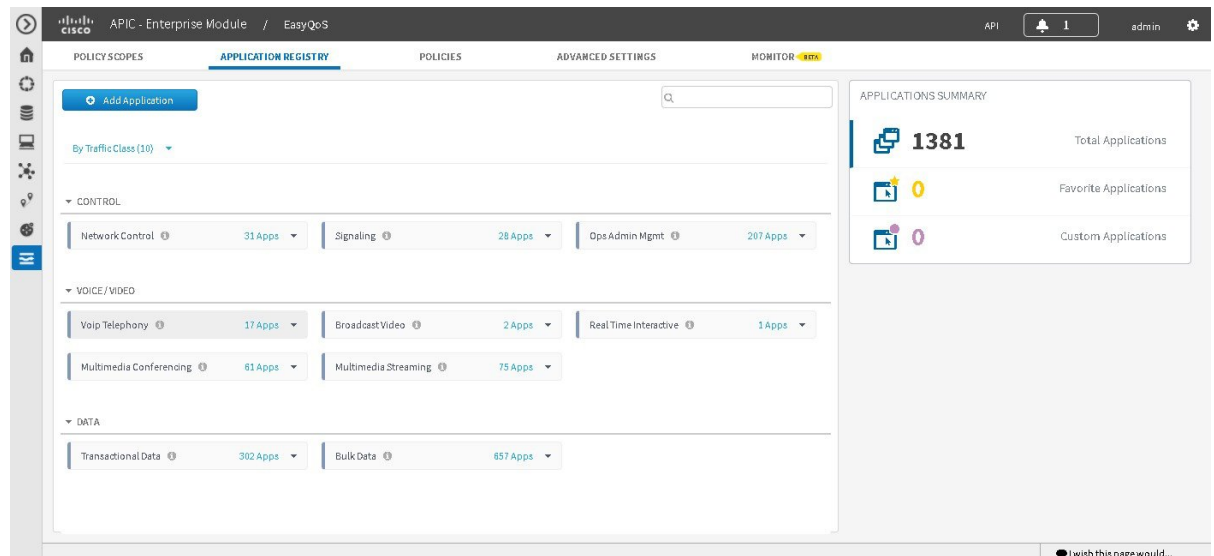 cisco APIC - Enterprise Module / EasyQoS API 1 admin
POLICY SCOPES APPLICATION REGISTRY POLICIES ADVANCED SETTINGS MONITOR BETA
Add Application
By Traffic Class (10)
CONTROL
Network Control 31 Apps Signaling 28 Apps Ops Admin Mgmt 207 Apps
VOICE / VIDEO
Voip Telephony 17 Apps Broadcast Video 2 Apps Real Time Interactive 1 Apps
Multimedia Conferencing 61 Apps Multimedia Streaming 75 Apps
DATA
Transactional Data 302 Apps Bulk Data 657 Apps
APPLICATIONS SUMMARY
1381 Total Applications
0 Favorite Applications
0 Custom Applications
I wish this page would...